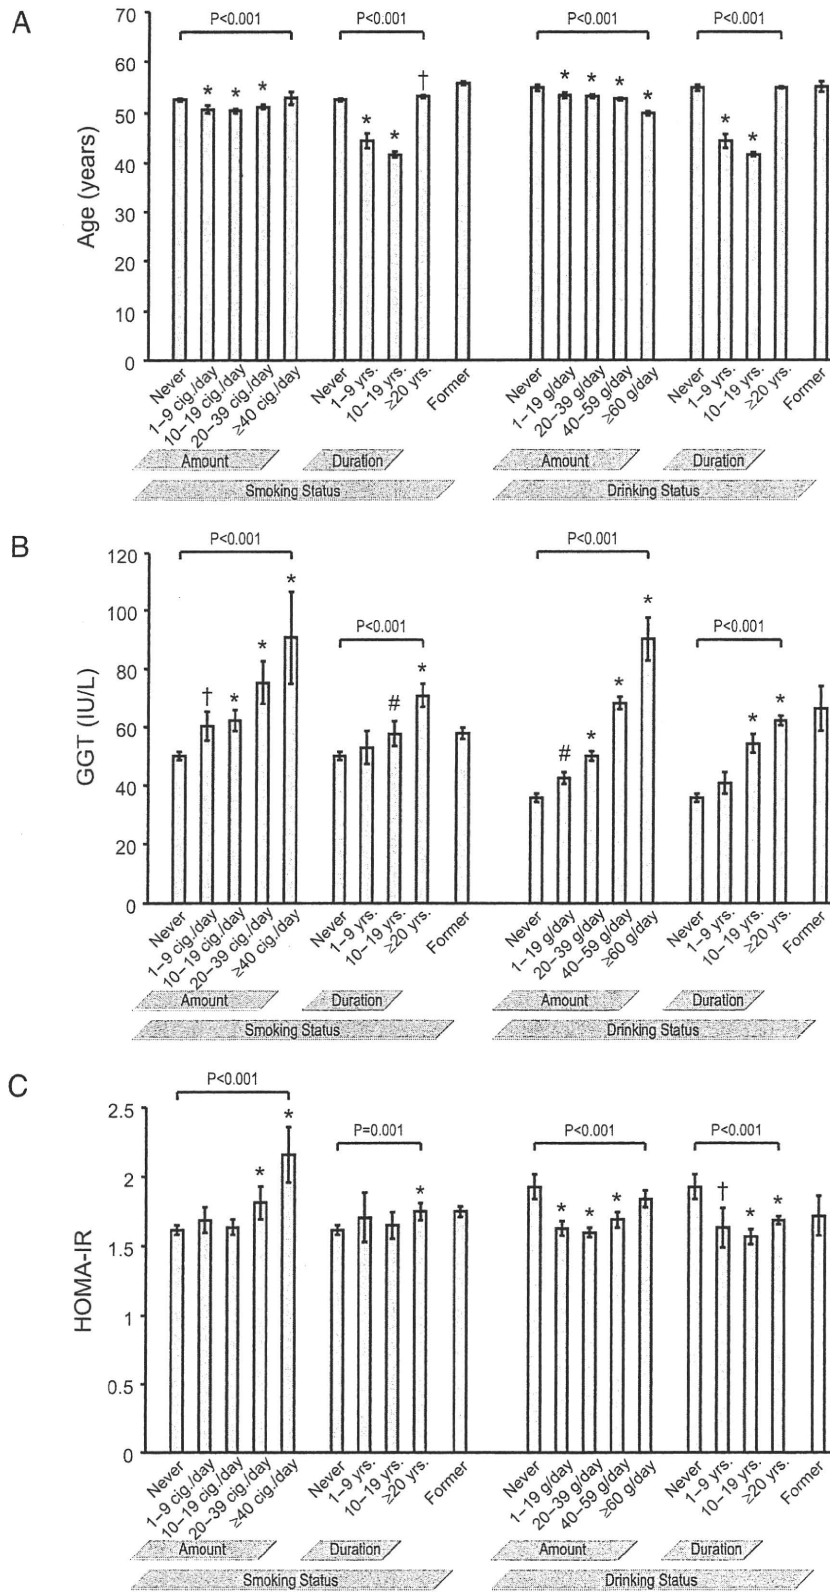 A
P<0.001 P<0.001 P<0.001 P<0.001
70
60
50
40
30
20
10
0
Age (years)
* * * * * † * * * * * *
Never 1–9 cig./day 10–19 cig./day 20–39 cig./day ≥40 cig./day Never 1–9 yrs. 10–19 yrs. ≥20 yrs. Former Never 1–19 g/day 20–39 g/day 40–59 g/day ≥60 g/day Never 1–9 yrs. 10–19 yrs. ≥20 yrs. Former
Amount Duration Amount Duration
Smoking Status Drinking Status
B
P<0.001 P<0.001 P<0.001 P<0.001
120
100
80
60
40
20
0
GGT (IU/L)
† * * * # * # * * * * *
Never 1–9 cig./day 10–19 cig./day 20–39 cig./day ≥40 cig./day Never 1–9 yrs. 10–19 yrs. ≥20 yrs. Former Never 1–19 g/day 20–39 g/day 40–59 g/day ≥60 g/day Never 1–9 yrs. 10–19 yrs. ≥20 yrs. Former
Amount Duration Amount Duration
Smoking Status Drinking Status
C
P<0.001 P=0.001 P<0.001 P<0.001
2.5
2
1.5
1
0.5
0
HOMA-IR
* * * * * * † * *
Never 1–9 cig./day 10–19 cig./day 20–39 cig./day ≥40 cig./day Never 1–9 yrs. 10–19 yrs. ≥20 yrs. Former Never 1–19 g/day 20–39 g/day 40–59 g/day ≥60 g/day Never 1–9 yrs. 10–19 yrs. ≥20 yrs. Former
Amount Duration Amount Duration
Smoking Status Drinking Status